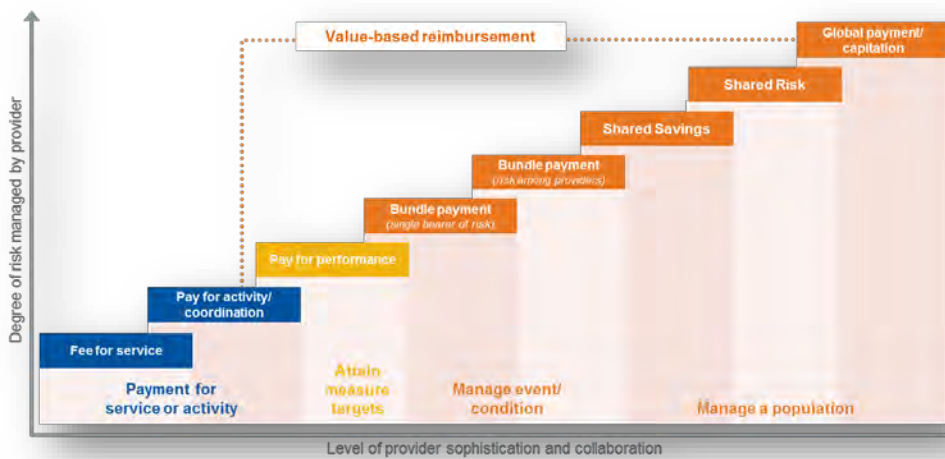 Value-based reimbursement
Global payment/
capitation
Shared Risk
Shared Savings
Bundle payment
(risk among providers)
Bundle payment
(single bearer of risk)
Pay for performance
Pay for activity/
coordination
Fee for service
Payment for
service or activity
Attain
measure
targets
Manage event/
condition
Manage a population
Degree of risk managed by provider
Level of provider sophistication and collaboration